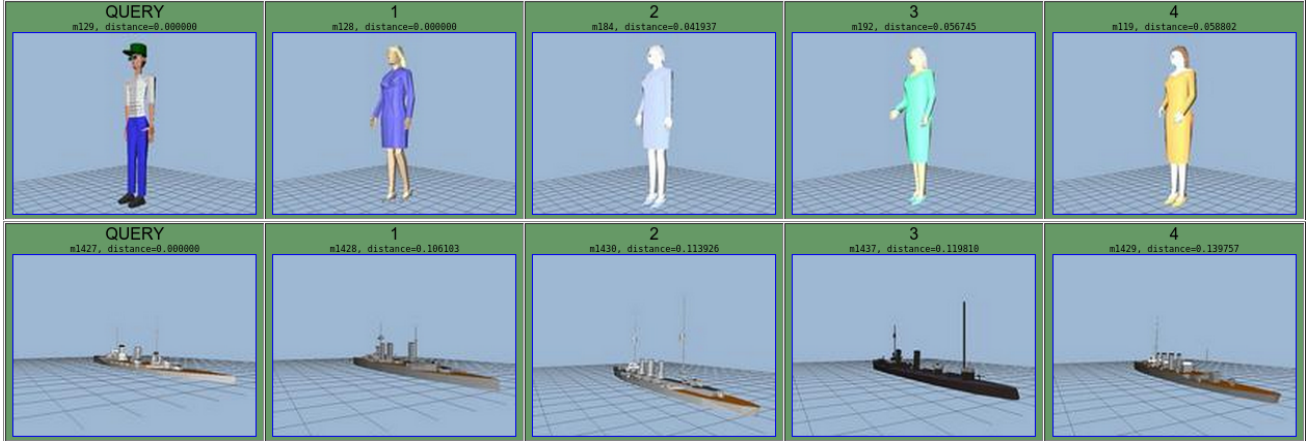 QUERY
m129, distance=0.000000
1
m128, distance=0.000000
2
m184, distance=0.041937
3
m192, distance=0.056745
4
m119, distance=0.058802
QUERY
m1427, distance=0.000000
1
m1428, distance=0.106103
2
m1430, distance=0.113926
3
m1437, distance=0.119810
4
m1429, distance=0.139757